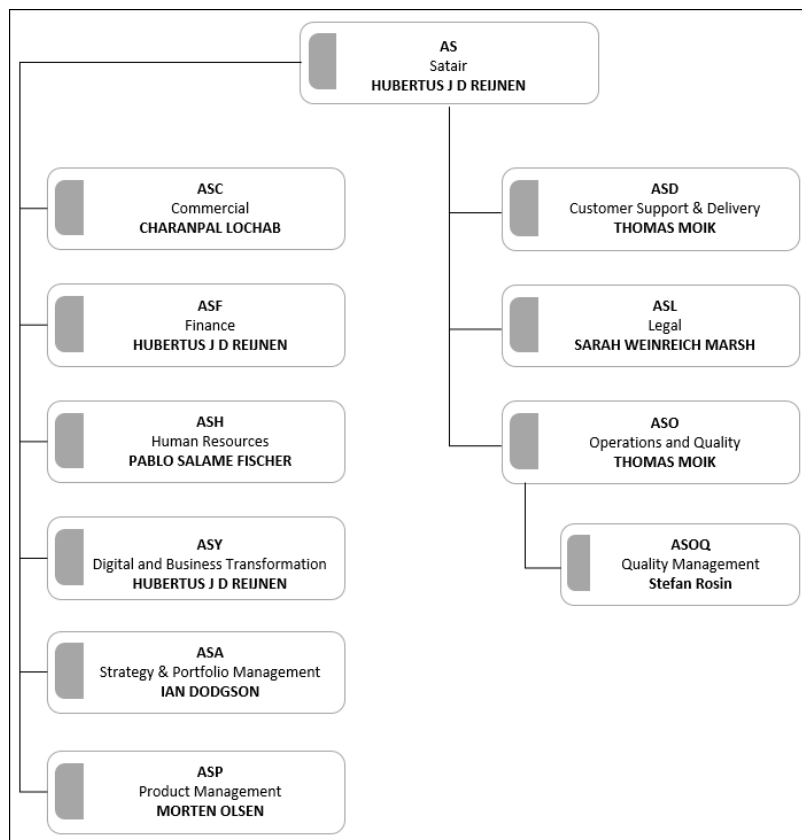 AS
Satair
HUBERTUS J D REIJNEN
ASC
Commercial
CHARANPAL LOCHAB
ASF
Finance
HUBERTUS J D REIJNEN
ASH
Human Resources
PABLO SALAME FISCHER
ASY
Digital and Business Transformation
HUBERTUS J D REIJNEN
ASA
Strategy & Portfolio Management
IAN DODGSON
ASP
Product Management
MORTEN OLSEN
ASD
Customer Support & Delivery
THOMAS MOIK
ASL
Legal
SARAH WEINREICH MARSH
ASO
Operations and Quality
THOMAS MOIK
ASOQ
Quality Management
Stefan Rosin